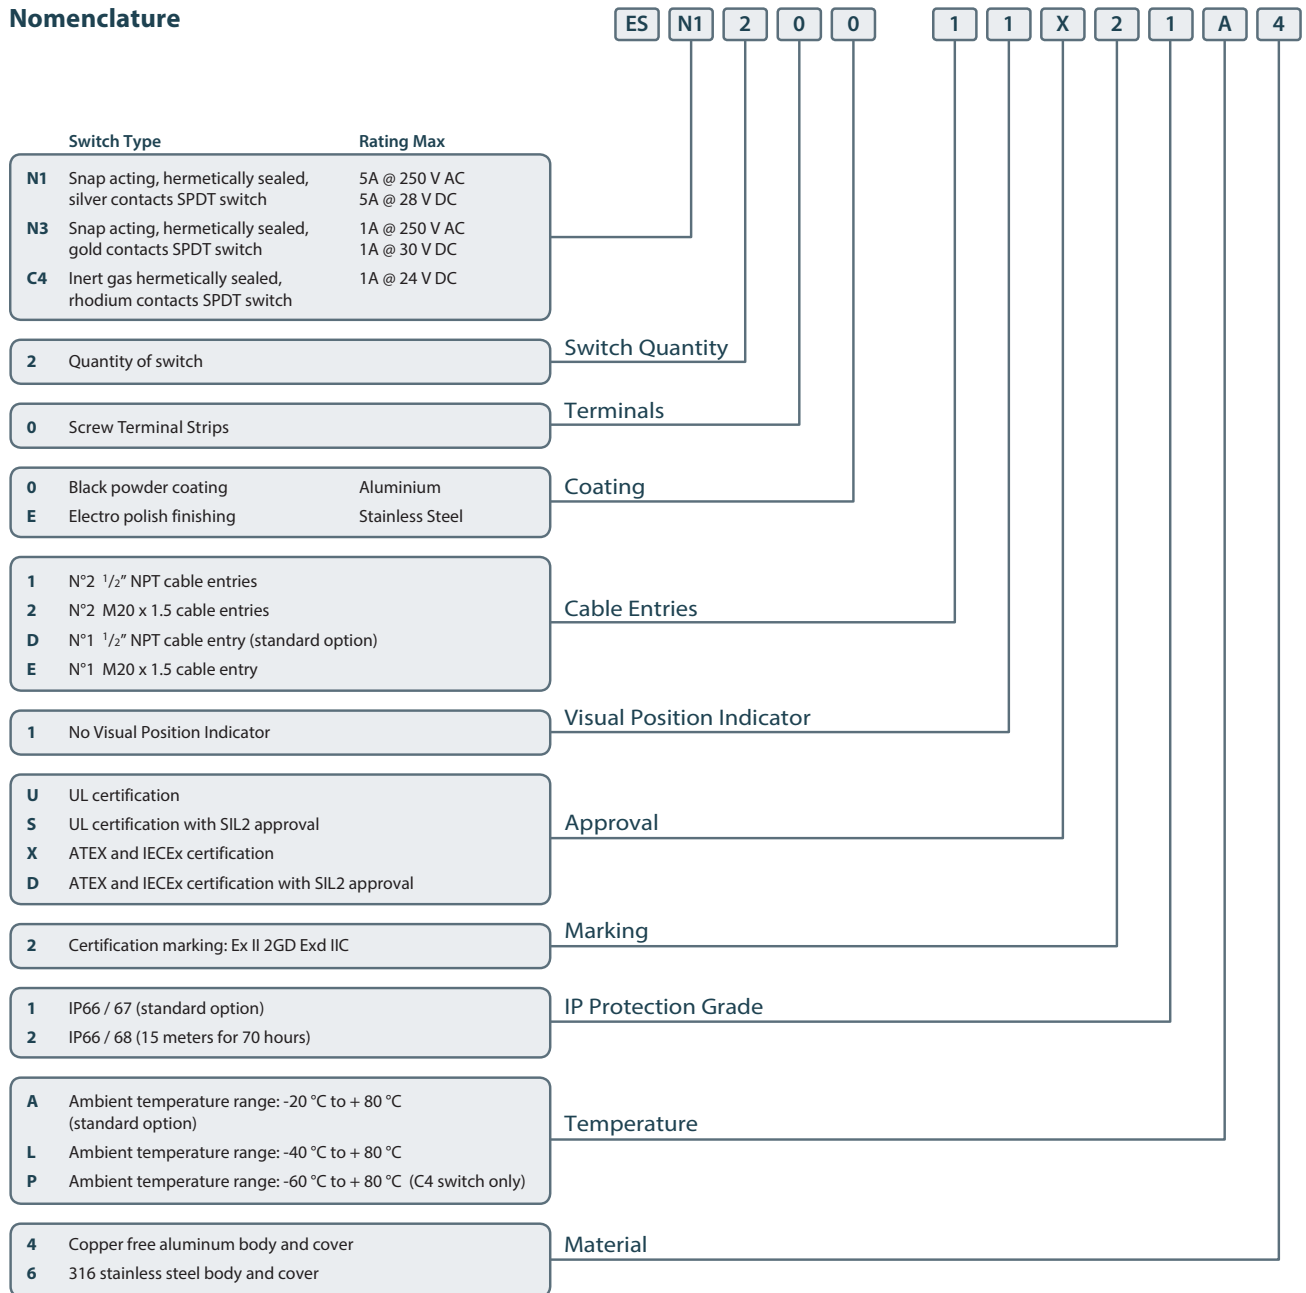 Nomenclature
ES N1 2 0 0 1 1 X 2 1 A 4
Switch Type Rating Max
N1 Snap acting, hermetically sealed, 5A @ 250 V AC
silver contacts SPDT switch 5A @ 28 V DC
N3 Snap acting, hermetically sealed, 1A @ 250 V AC
gold contacts SPDT switch 1A @ 30 V DC
C4 Inert gas hermetically sealed, 1A @ 24 V DC
rhodium contacts SPDT switch
Switch Quantity
2 Quantity of switch
Terminals
0 Screw Terminal Strips
Coating
0 Black powder coating Aluminium
E Electro polish finishing Stainless Steel
Cable Entries
1 N°2 1/2” NPT cable entries
2 N°2 M20 x 1.5 cable entries
D N°1 1/2” NPT cable entry (standard option)
E N°1 M20 x 1.5 cable entry
Visual Position Indicator
1 No Visual Position Indicator
Approval
U UL certification
S UL certification with SIL2 approval
X ATEX and IECEx certification
D ATEX and IECEx certification with SIL2 approval
Marking
2 Certification marking: Ex II 2GD Exd IIC
IP Protection Grade
1 IP66 / 67 (standard option)
2 IP66 / 68 (15 meters for 70 hours)
Temperature
A Ambient temperature range: -20 °C to + 80 °C
(standard option)
L Ambient temperature range: -40 °C to + 80 °C
P Ambient temperature range: -60 °C to + 80 °C (C4 switch only)
Material
4 Copper free aluminum body and cover
6 316 stainless steel body and cover